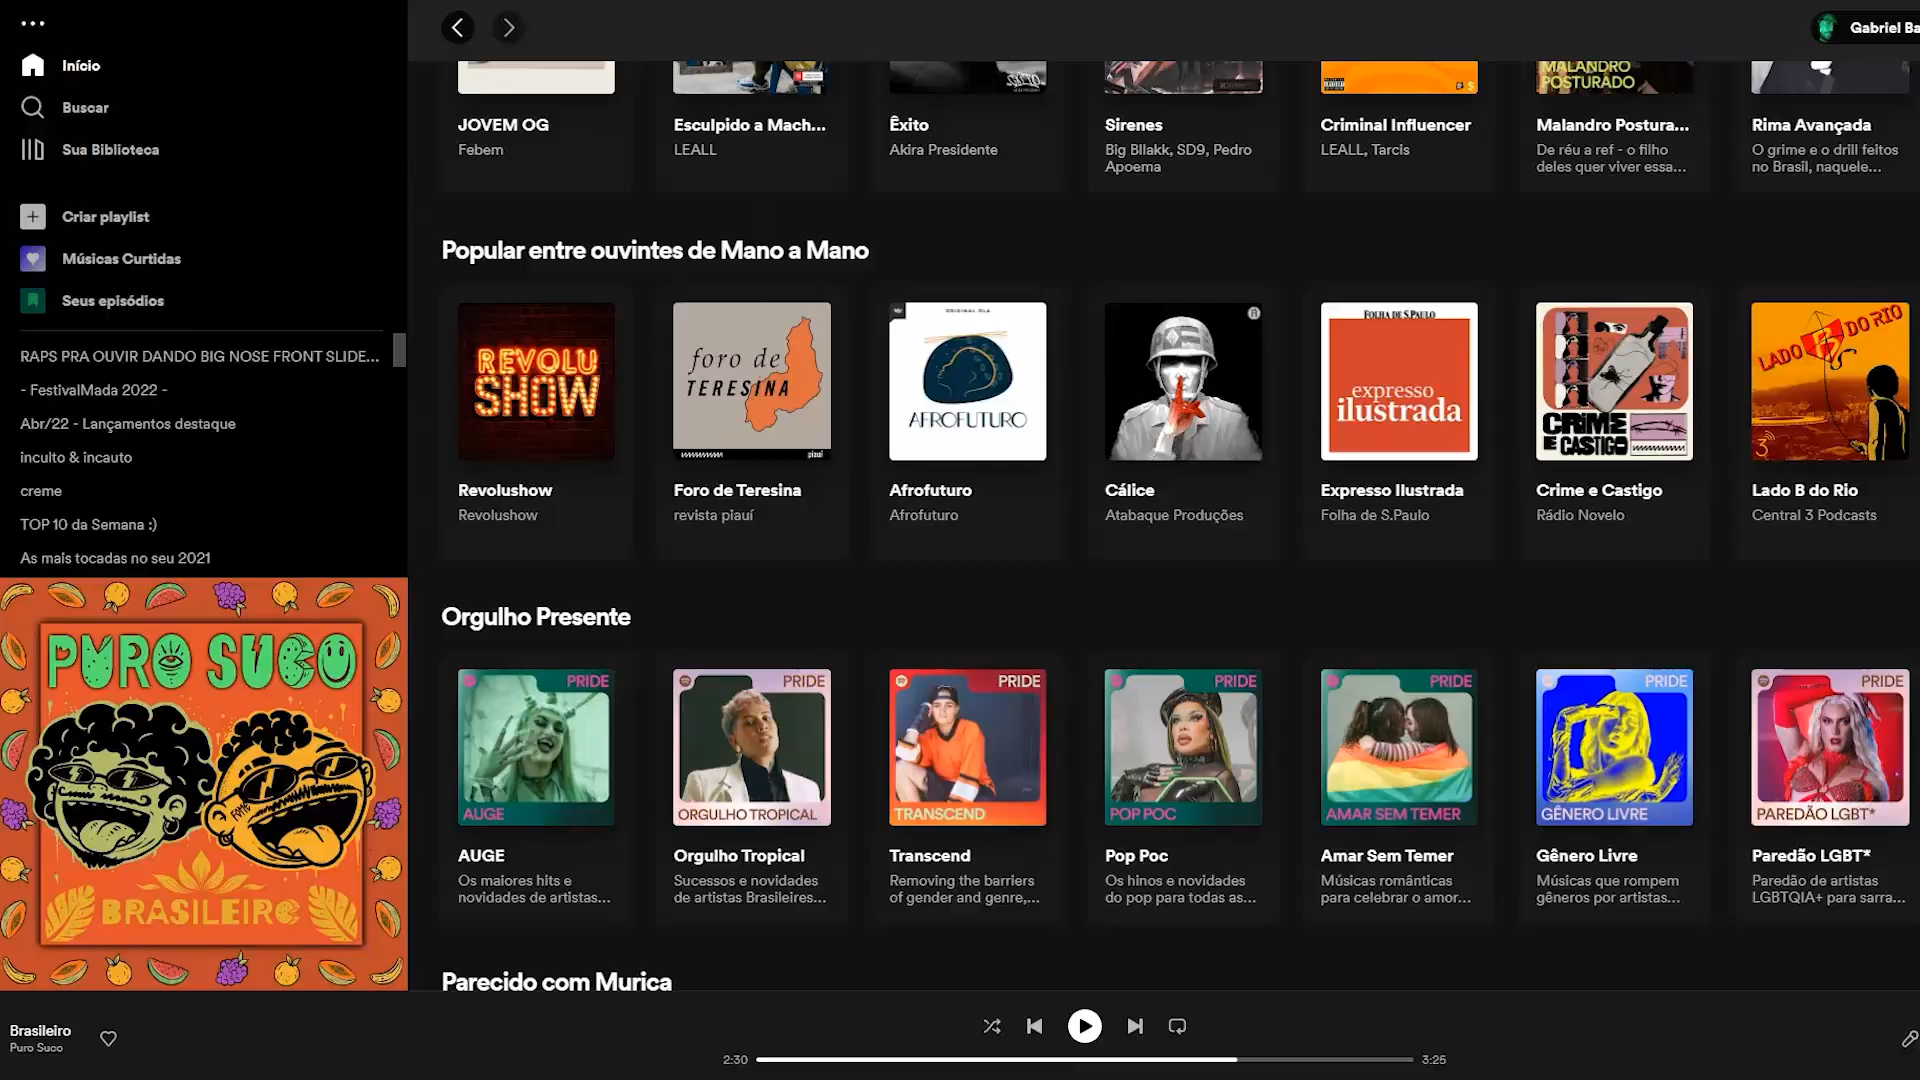 Início
Buscar
Sua Biblioteca
Criar playlist
Músicas Curtidas
Seus episódios
RAPS PRA OUVIR DANDO BIG NOSE FRONT SLIDE...
- FestivalMada 2022 -
Abr/22 - Lançamentos destaque
inculto & incauto
creme
TOP 10 da Semana :)
As mais tocadas no seu 2021
PURO SUCO
BRASILEIRO
Gabriel Ba
MALANDRO
POSTURADO
JOVEM OG
Febem
Esculpido a Mach...
LEALL
Êxito
Akira Presidente
Sirenes
Big Bllakk, SD9, Pedro
Apoema
Criminal Influencer
LEALL, Tarcis
Malandro Postura...
De réu a ref - o filho
deles quer viver essa...
Rima Avançada
O grime e o drill feitos
no Brasil, naquele...
Popular entre ouvintes de Mano a Mano
REVOLU
SHOW
foro de
TERESINA
piauí
ORIGINAL OLA
AFROFUTURO
FOLHA DE S.PAULO
expresso
ilustrada
CRIME
E CASTIGO
LADO B DO RIO
3
Revolushow
Revolushow
Foro de Teresina
revista piauí
Afrofuturo
Afrofuturo
Cálice
Atabaque Produções
Expresso Ilustrada
Folha de S.Paulo
Crime e Castigo
Rádio Novelo
Lado B do Rio
Central 3 Podcasts
Orgulho Presente
PRIDE
AUGE
PRIDE
ORGULHO TROPICAL
PRIDE
TRANSCEND
PRIDE
POP POC
PRIDE
AMAR SEM TEMER
PRIDE
GÊNERO LIVRE
PRIDE
PAREDÃO LGBT*
AUGE
Os maiores hits e
novidades de artistas...
Orgulho Tropical
Sucessos e novidades
de artistas Brasileires...
Transcend
Removing the barriers
of gender and genre,...
Pop Poc
Os hinos e novidades
do pop para todas as...
Amar Sem Temer
Músicas românticas
para celebrar o amor...
Gênero Livre
Músicas que rompem
gêneros por artistas...
Paredão LGBT*
Paredão de artistas
LGBTQIA+ para sarra...
Parecido com Murica
Brasileiro
Puro Suco
2:30
3:25